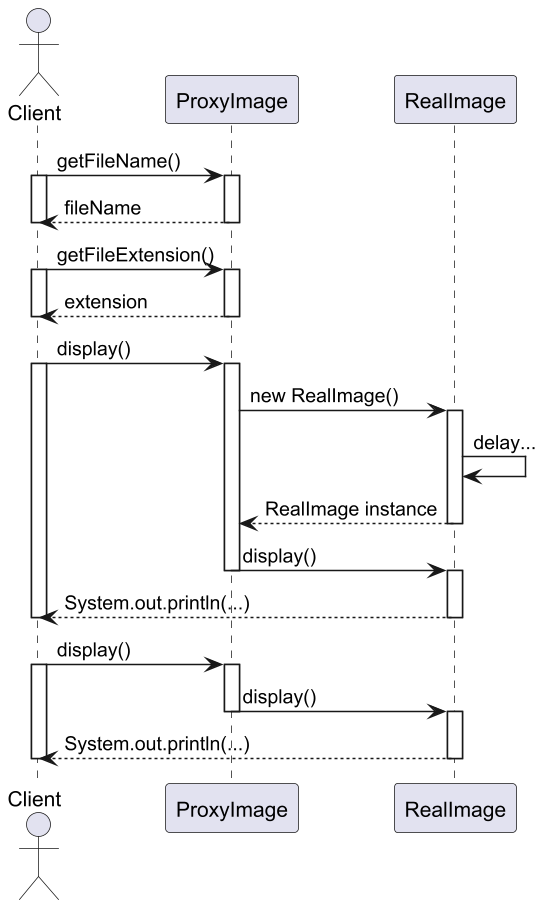 Client
ProxyImage
RealImage
getFileName()
fileName
getFileExtension()
extension
display()
new RealImage()
delay...
RealImage instance
display()
System.out.println(...)
display()
display()
System.out.println(...)
Client
ProxyImage
RealImage